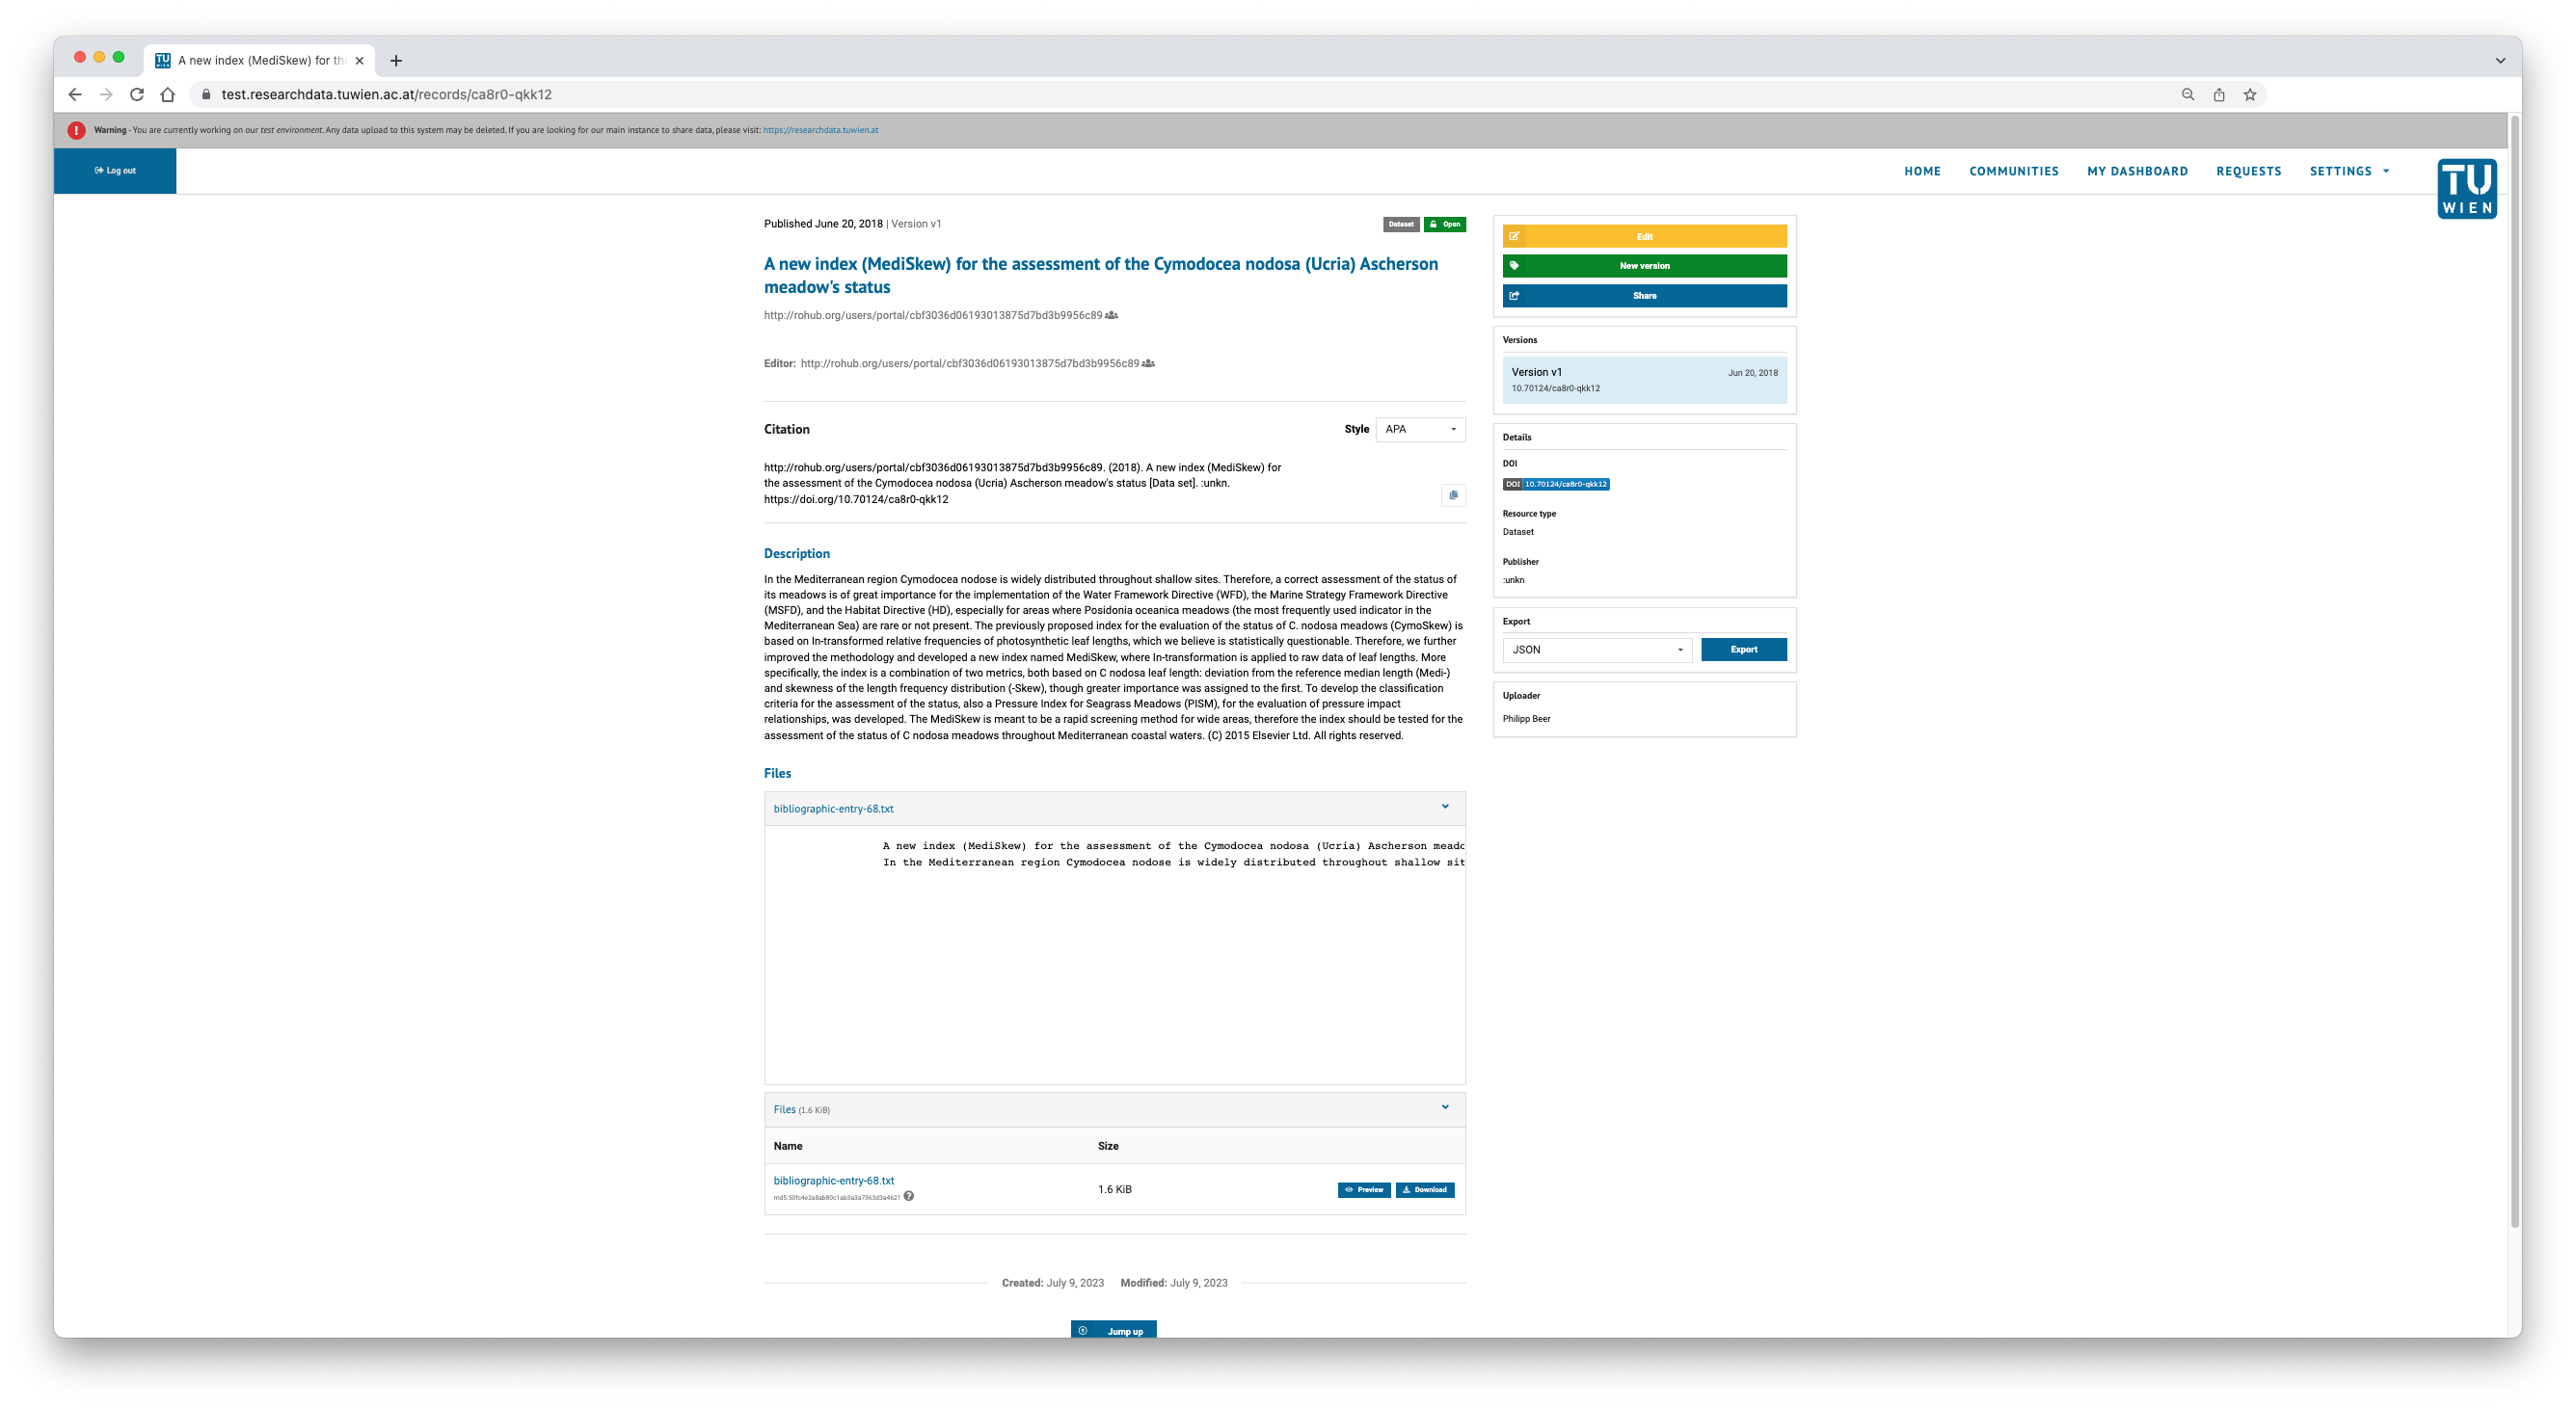 A new index (MediSkew) for th
test.researchdata.tuwien.ac.at/records/ca8r0-qkk12
Warning - You are currently working on our test environment. Any data upload to this system may be deleted. If you are looking for our main instance to share data, please visit: https://researchdata.tuwien.at
Log out
HOME COMMUNITIES MY DASHBOARD REQUESTS SETTINGS
TU WIEN
Published June 20, 2018 | Version v1
Dataset Open
A new index (MediSkew) for the assessment of the Cymodocea nodosa (Ucria) Ascherson
meadow's status
http://rohub.org/users/portal/cbf3036d06193013875d7bd3b9956c89
Editor: http://rohub.org/users/portal/cbf3036d06193013875d7bd3b9956c89
Citation
Style APA
http://rohub.org/users/portal/cbf3036d06193013875d7bd3b9956c89. (2018). A new index (MediSkew) for
the assessment of the Cymodocea nodosa (Ucria) Ascherson meadow's status [Data set]. :unkn.
https://doi.org/10.70124/ca8r0-qkk12
Description
In the Mediterranean region Cymodocea nodose is widely distributed throughout shallow sites. Therefore, a correct assessment of the status of
its meadows is of great importance for the implementation of the Water Framework Directive (WFD), the Marine Strategy Framework Directive
(MSFD), and the Habitat Directive (HD), especially for areas where Posidonia oceanica meadows (the most frequently used indicator in the
Mediterranean Sea) are rare or not present. The previously proposed index for the evaluation of the status of C. nodosa meadows (CymoSkew) is
based on In-transformed relative frequencies of photosynthetic leaf lengths, which we believe is statistically questionable. Therefore, we further
improved the methodology and developed a new index named MediSkew, where In-transformation is applied to raw data of leaf lengths. More
specifically, the index is a combination of two metrics, both based on C nodosa leaf length: deviation from the reference median length (Medi-)
and skewness of the length frequency distribution (-Skew), though greater importance was assigned to the first. To develop the classification
criteria for the assessment of the status, also a Pressure Index for Seagrass Meadows (PISM), for the evaluation of pressure impact
relationships, was developed. The MediSkew is meant to be a rapid screening method for wide areas, therefore the index should be tested for the
assessment of the status of C nodosa meadows throughout Mediterranean coastal waters. (C) 2015 Elsevier Ltd. All rights reserved.
Files
bibliographic-entry-68.txt
A new index (MediSkew) for the assessment of the Cymodocea nodosa (Ucria) Ascherson meadc
In the Mediterranean region Cymodocea nodose is widely distributed throughout shallow sit
Files (1.6 KiB)
Name Size
bibliographic-entry-68.txt
1.6 KiB
Preview Download
Created: July 9, 2023 Modified: July 9, 2023
Jump up
Edit
New version
Share
Versions
Version v1 Jun 20, 2018
10.70124/ca8r0-qkk12
Details
DOI
DOI 10.70124/ca8r0-qkk12
Resource type
Dataset
Publisher
:unkn
Export
JSON Export
Uploader
Philipp Beer